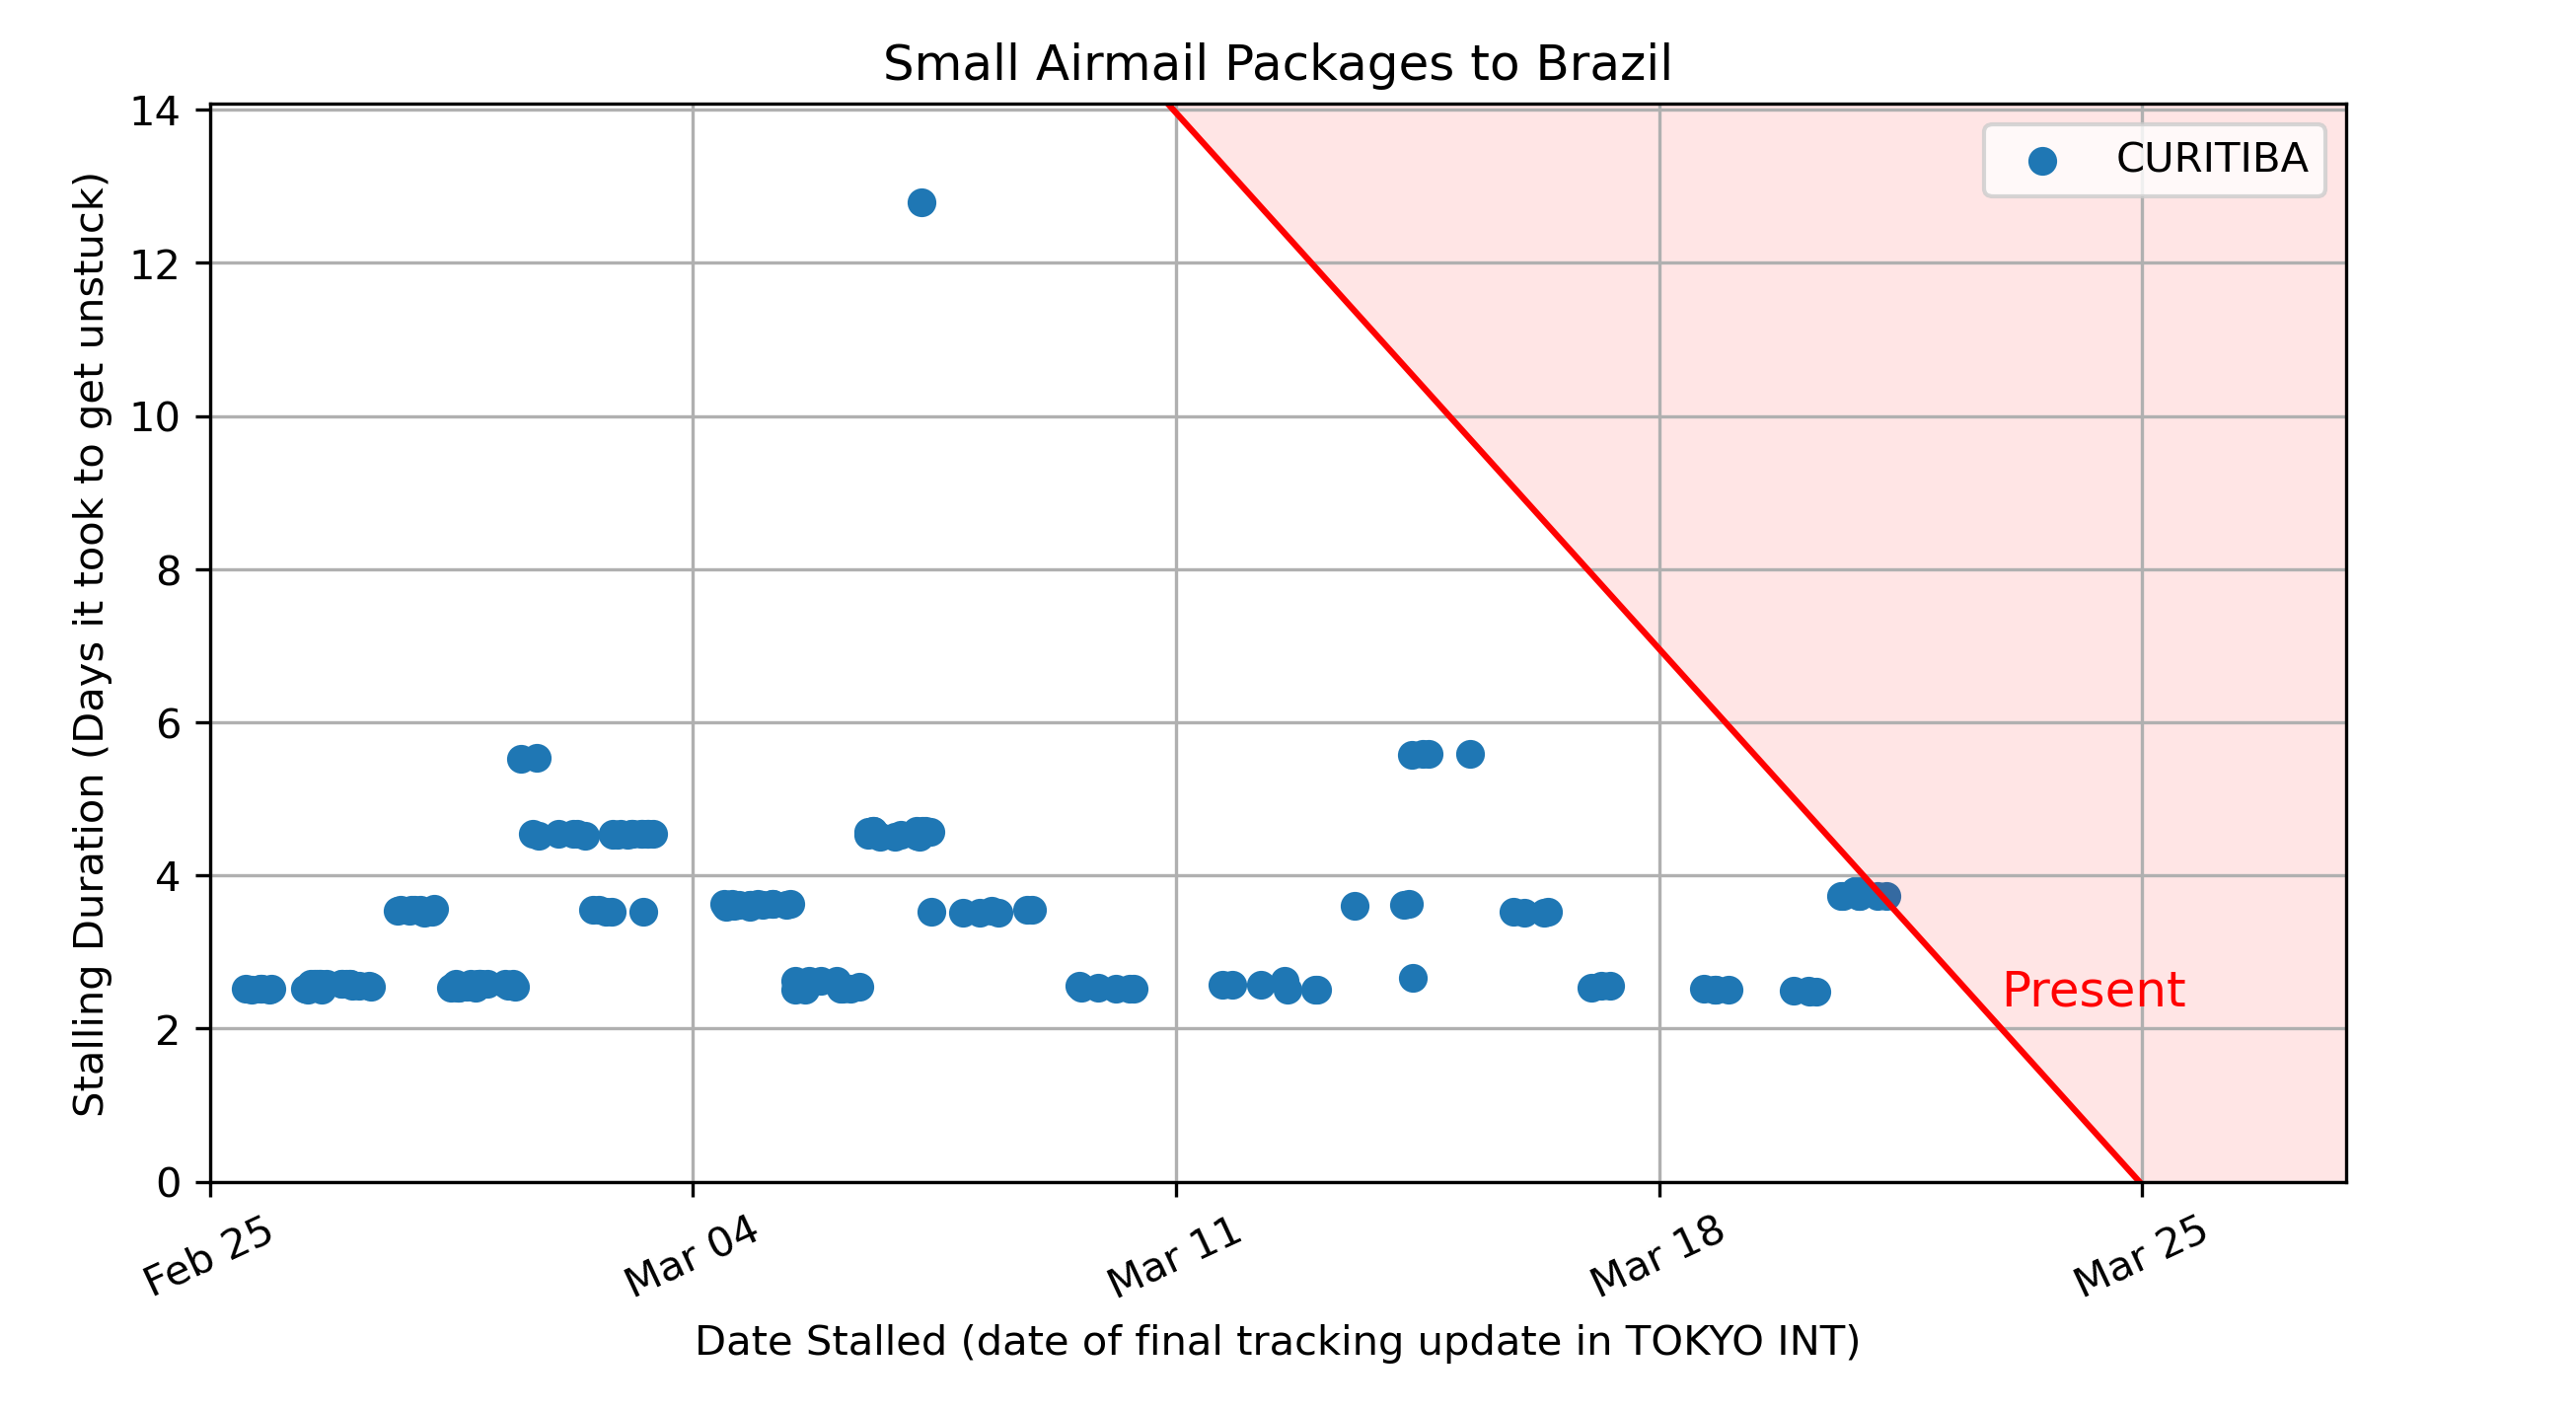 Small Airmail Packages to Brazil
Stalling Duration (Days it took to get unstuck)
14
12
10
8
6
4
2
0
CURITIBA
Present
Feb 25
Mar 04
Mar 11
Mar 18
Mar 25
Date Stalled (date of final tracking update in TOKYO INT)